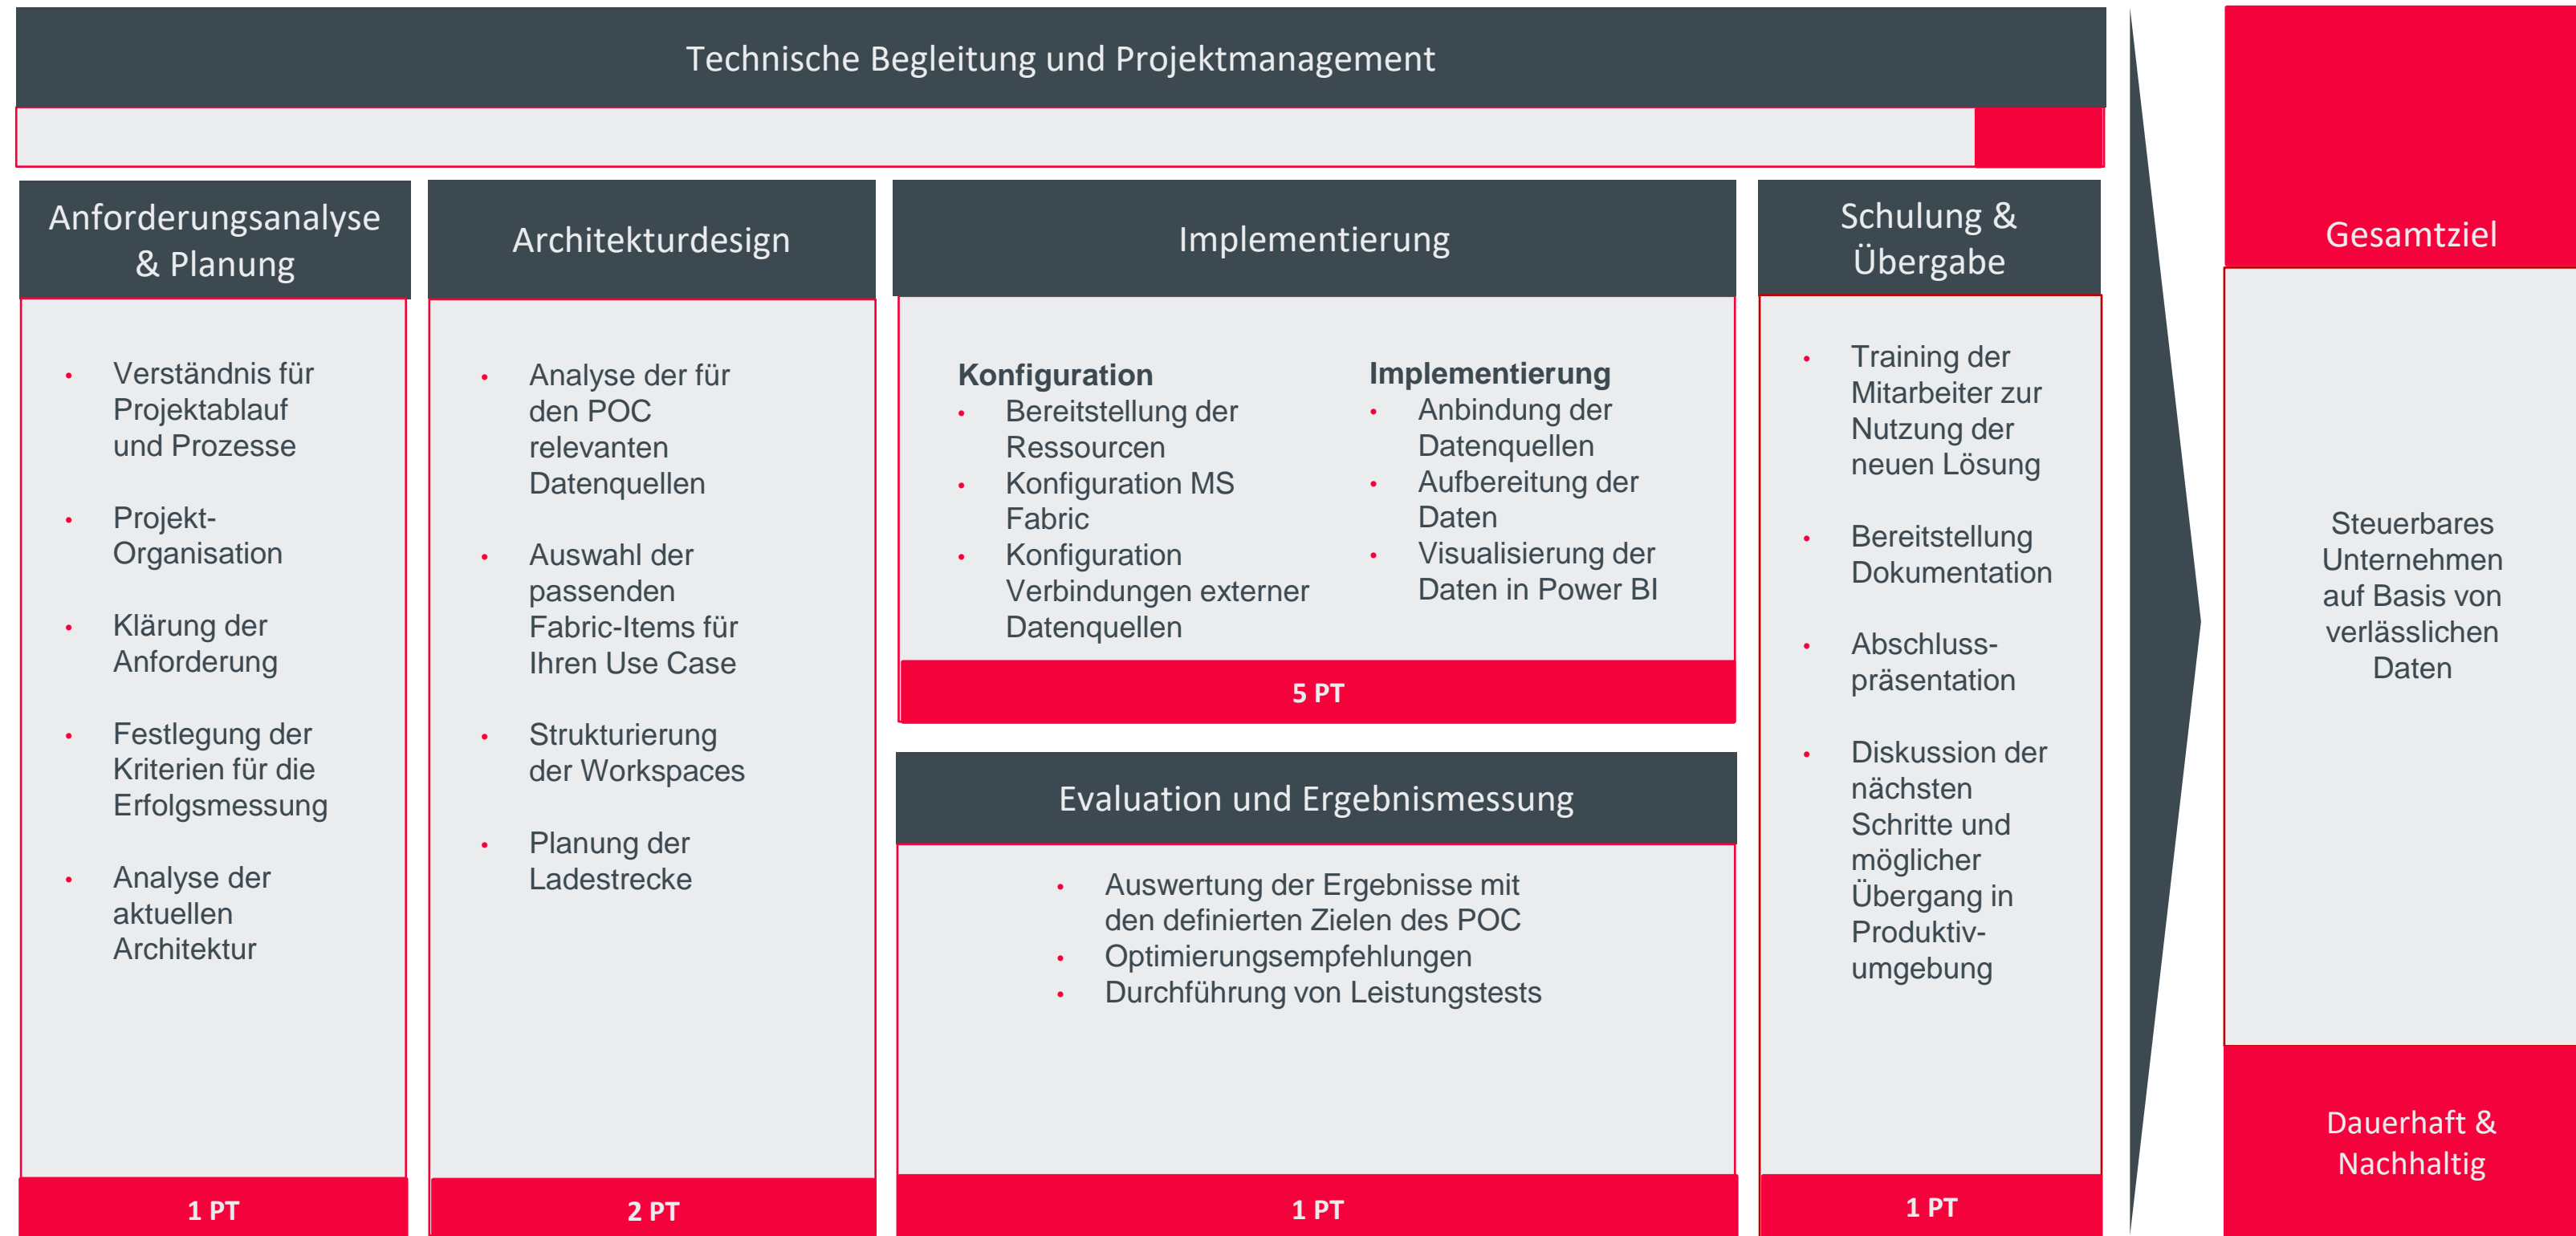 Technische Begleitung und Projektmanagement
Anforderungsanalyse
& Planung
• Verständnis für
Projektablauf
und Prozesse
• Projekt-
Organisation
• Klärung der
Anforderung
• Festlegung der
Kriterien für die
Erfolgsmessung
• Analyse der
aktuellen
Architektur
1 PT
Architekturdesign
• Analyse der für
den POC
relevanten
Datenquellen
• Auswahl der
passenden
Fabric-Items für
Ihren Use Case
• Strukturierung
der Workspaces
• Planung der
Ladestrecke
2 PT
Implementierung
Konfiguration
• Bereitstellung der
Ressourcen
• Konfiguration MS
Fabric
• Konfiguration
Verbindungen externer
Datenquellen
Implementierung
• Anbindung der
Datenquellen
• Aufbereitung der
Daten
• Visualisierung der
Daten in Power BI
5 PT
Evaluation und Ergebnismessung
• Auswertung der Ergebnisse mit
den definierten Zielen des POC
• Optimierungsempfehlungen
• Durchführung von Leistungstests
1 PT
Schulung &
Übergabe
• Training der
Mitarbeiter zur
Nutzung der
neuen Lösung
• Bereitstellung
Dokumentation
• Abschluss-
präsentation
• Diskussion der
nächsten
Schritte und
möglicher
Übergang in
Produktiv-
umgebung
1 PT
Gesamtziel
Steuerbares
Unternehmen
auf Basis von
verlässlichen
Daten
Dauerhaft &
Nachhaltig